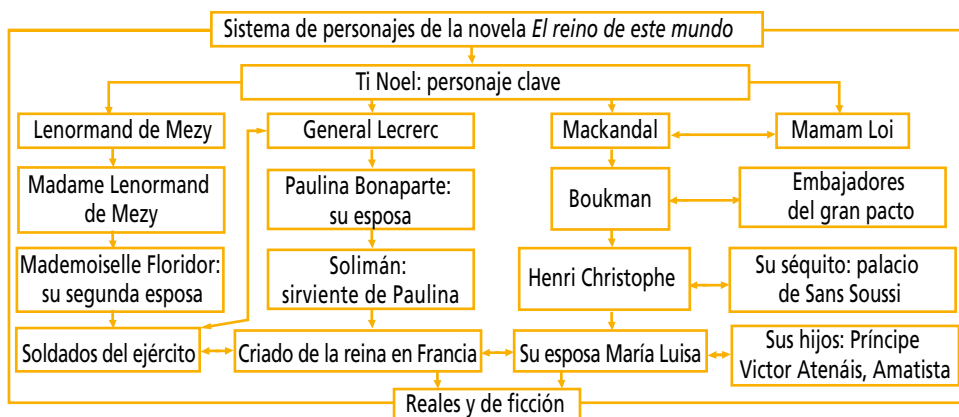 Sistema de personajes de la novela El reino de este mundo
Ti Noel: personaje clave
Lenormand de Mezy
General Lecrerc
Mackandal
Mamam Loi
Madame Lenormand
de Mezy
Paulina Bonaparte:
su esposa
Boukman
Embajadores
del gran pacto
Mademoiselle Floridor:
su segunda esposa
Solimán:
sirviente de Paulina
Henri Christophe
Su séquito: palacio
de Sans Soussi
Soldados del ejército
Criado de la reina en Francia
Su esposa María Luisa
Sus hijos: Príncipe
Victor Atenáis, Amatista
Reales y de ficción